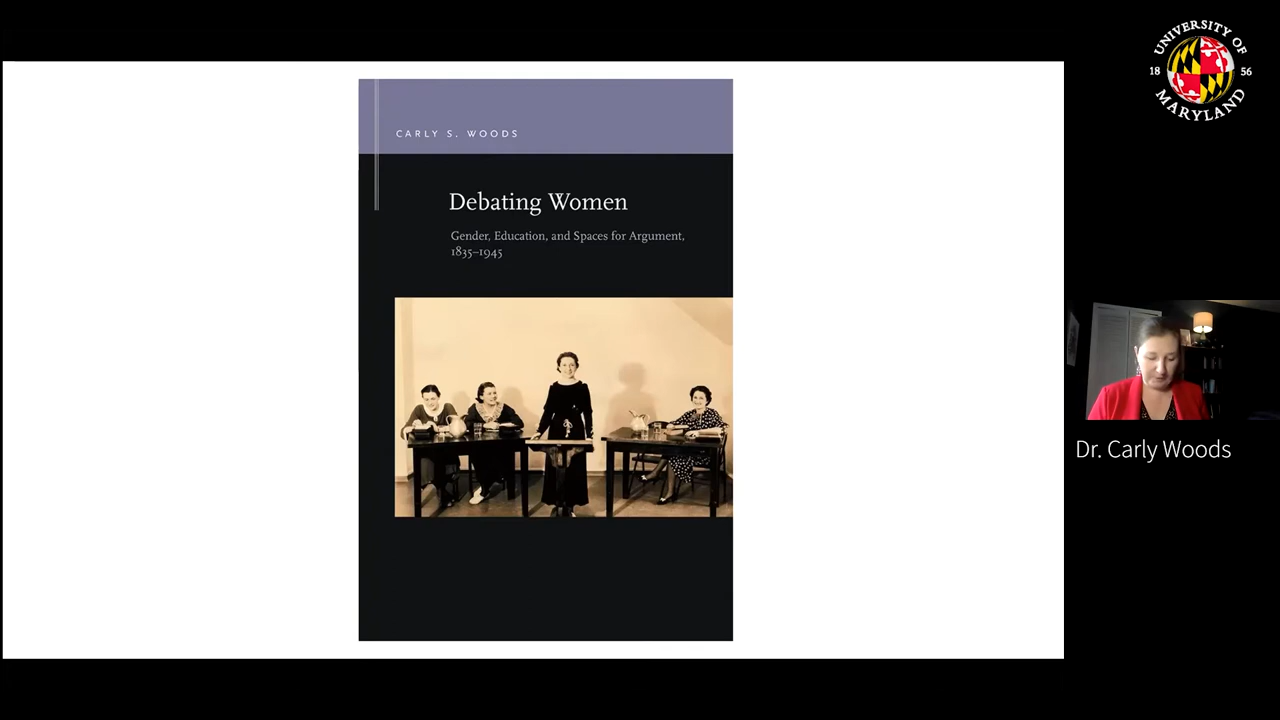 CARLY S. WOODS
Debating Women
Gender, Education, and Spaces for Argument,
1835–1945
UNIVERSITY OF
18 56
MARYLAND
Dr. Carly Woods